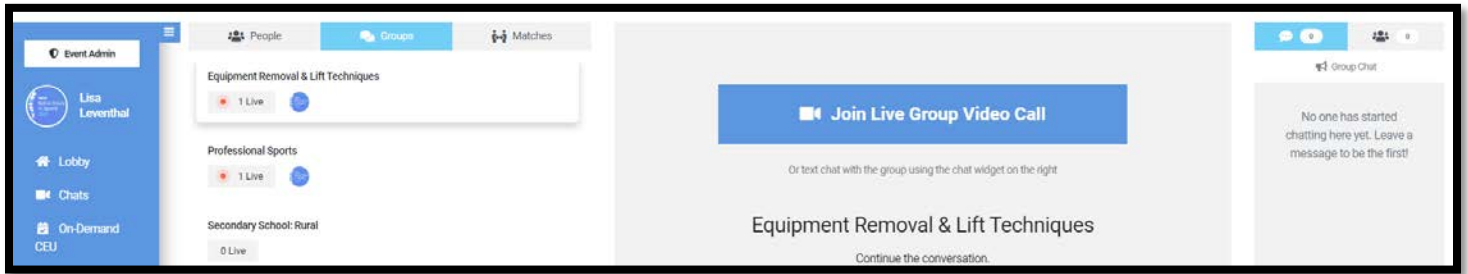 Event Admin
Lisa
Leventhal
Lobby
Chats
On-Demand
CEU
People
Groups
Matches
Equipment Removal & Lift Techniques
1 Live
Professional Sports
1 Live
Secondary School: Rural
0 Live
Join Live Group Video Call
Or text chat with the group using the chat widget on the right
Equipment Removal & Lift Techniques
Continue the conversation.
0
0
Group Chat
No one has started
chatting here yet. Leave a
message to be the first!